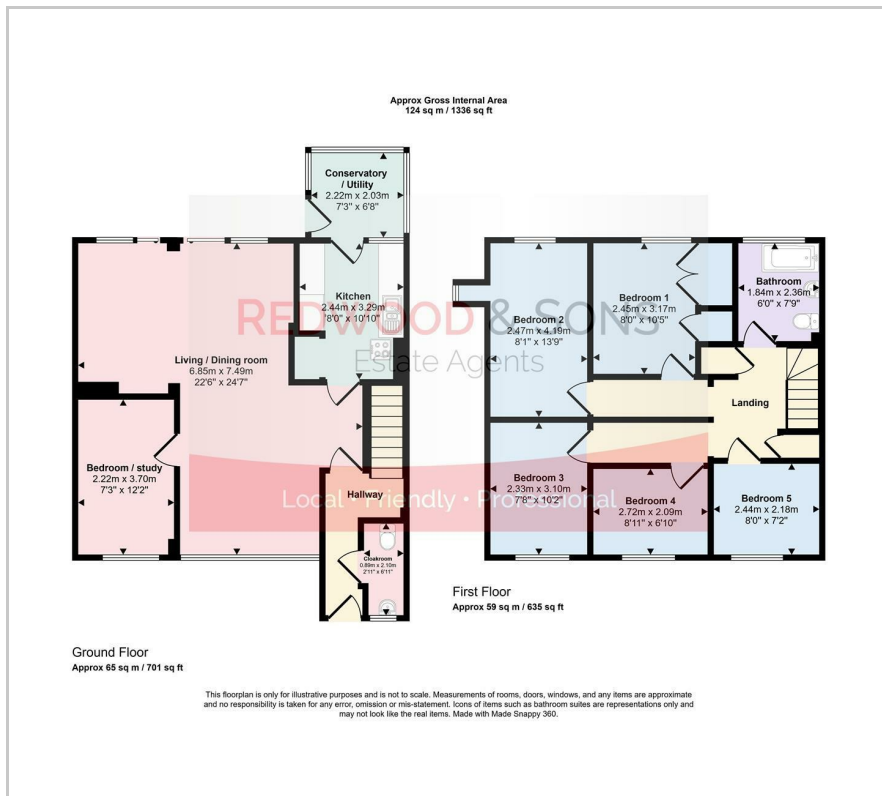 Approx Gross Internal Area
124 sq m / 1336 sq ft
Conservatory
/ Utility
2.22m x 2.03m
7'3" x 6'8"
Kitchen
2.44m x 3.29m
8'0" x 10'10"
Living / Dining room
6.85m x 7.49m
22'6" x 24'7"
Bedroom / study
2.22m x 3.70m
7'3" x 12'2"
Hallway
Cloakroom
0.89m x 2.10m
2'11" x 6'11"
Ground Floor
Approx 65 sq m / 701 sq ft
Bedroom 2
2.47m x 4.19m
8'1" x 13'9"
Bedroom 1
2.45m x 3.17m
8'0" x 10'5"
Bathroom
1.84m x 2.36m
6'0" x 7'9"
Landing
Bedroom 3
2.33m x 3.10m
7'8" x 10'2"
Bedroom 4
2.72m x 2.09m
8'11" x 6'10"
Bedroom 5
2.44m x 2.18m
8'0" x 7'2"
First Floor
Approx 59 sq m / 635 sq ft
REDWOOD & SONS
Estate Agents
Local · Friendly · Professional
This floorplan is only for illustrative purposes and is not to scale. Measurements of rooms, doors, windows, and any items are approximate
and no responsibility is taken for any error, omission or mis-statement. Icons of items such as bathroom suites are representations only and
may not look like the real items. Made with Made Snappy 360.